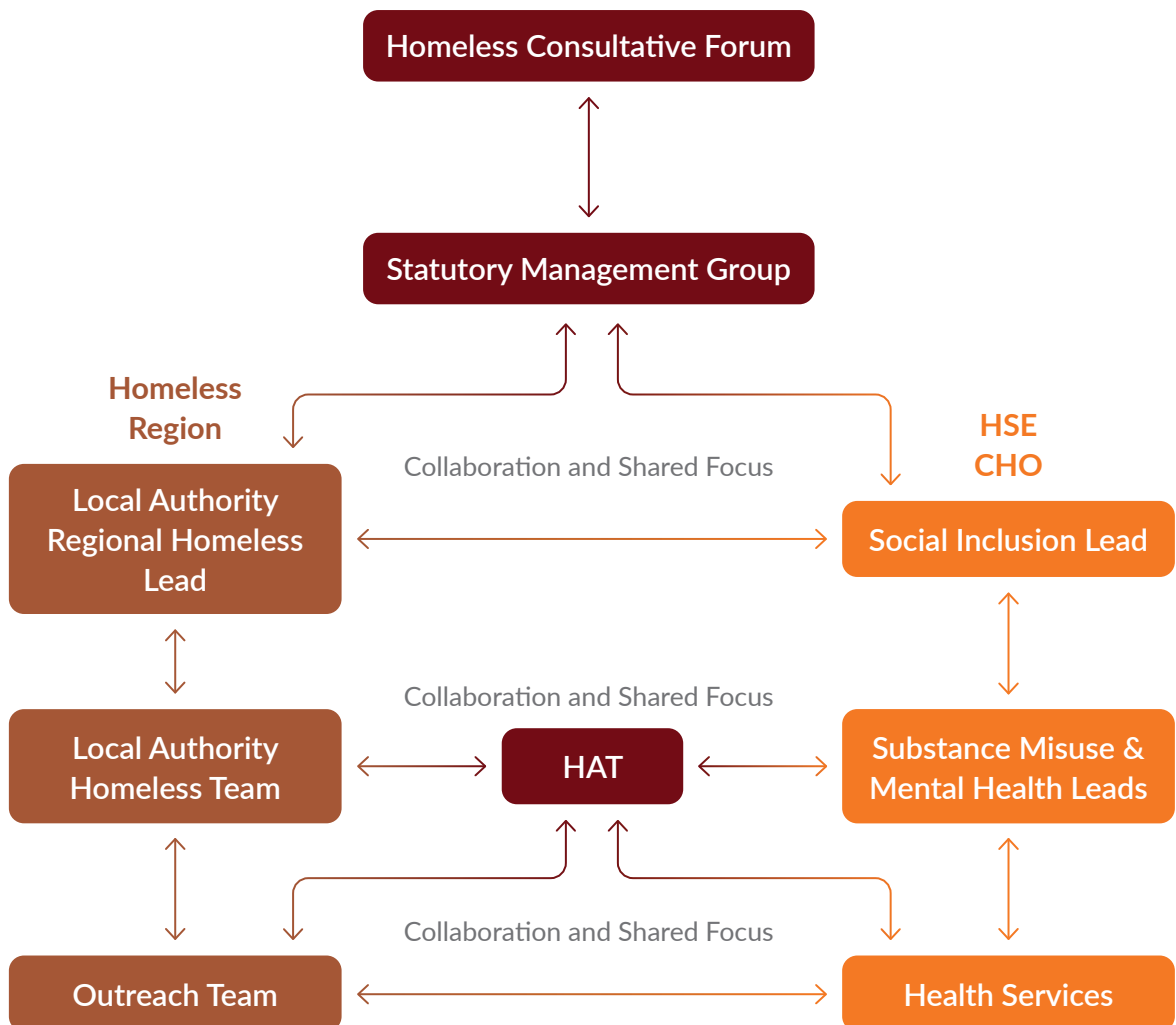 Homeless Consultative Forum
Statutory Management Group
Homeless
Region
HSE
CHO
Collaboration and Shared Focus
Local Authority
Regional Homeless
Lead
Social Inclusion Lead
Collaboration and Shared Focus
Local Authority
Homeless Team
HAT
Substance Misuse &
Mental Health Leads
Collaboration and Shared Focus
Outreach Team
Health Services